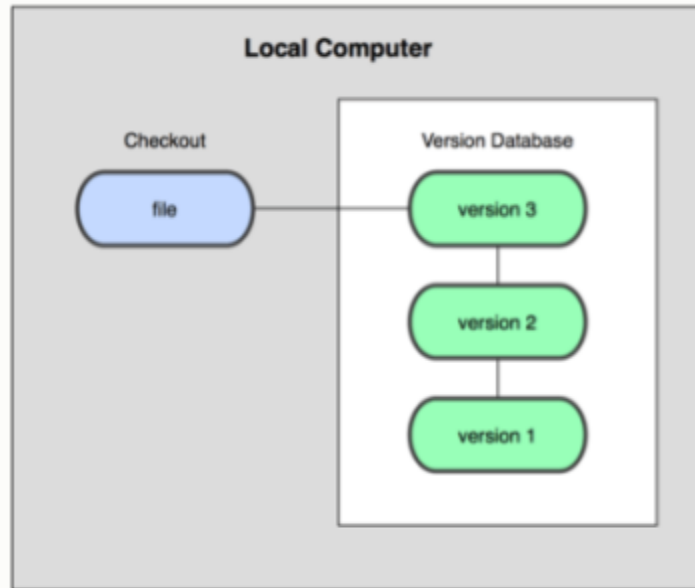 Local Computer
Checkout
Version Database
file
version 3
version 2
version 1